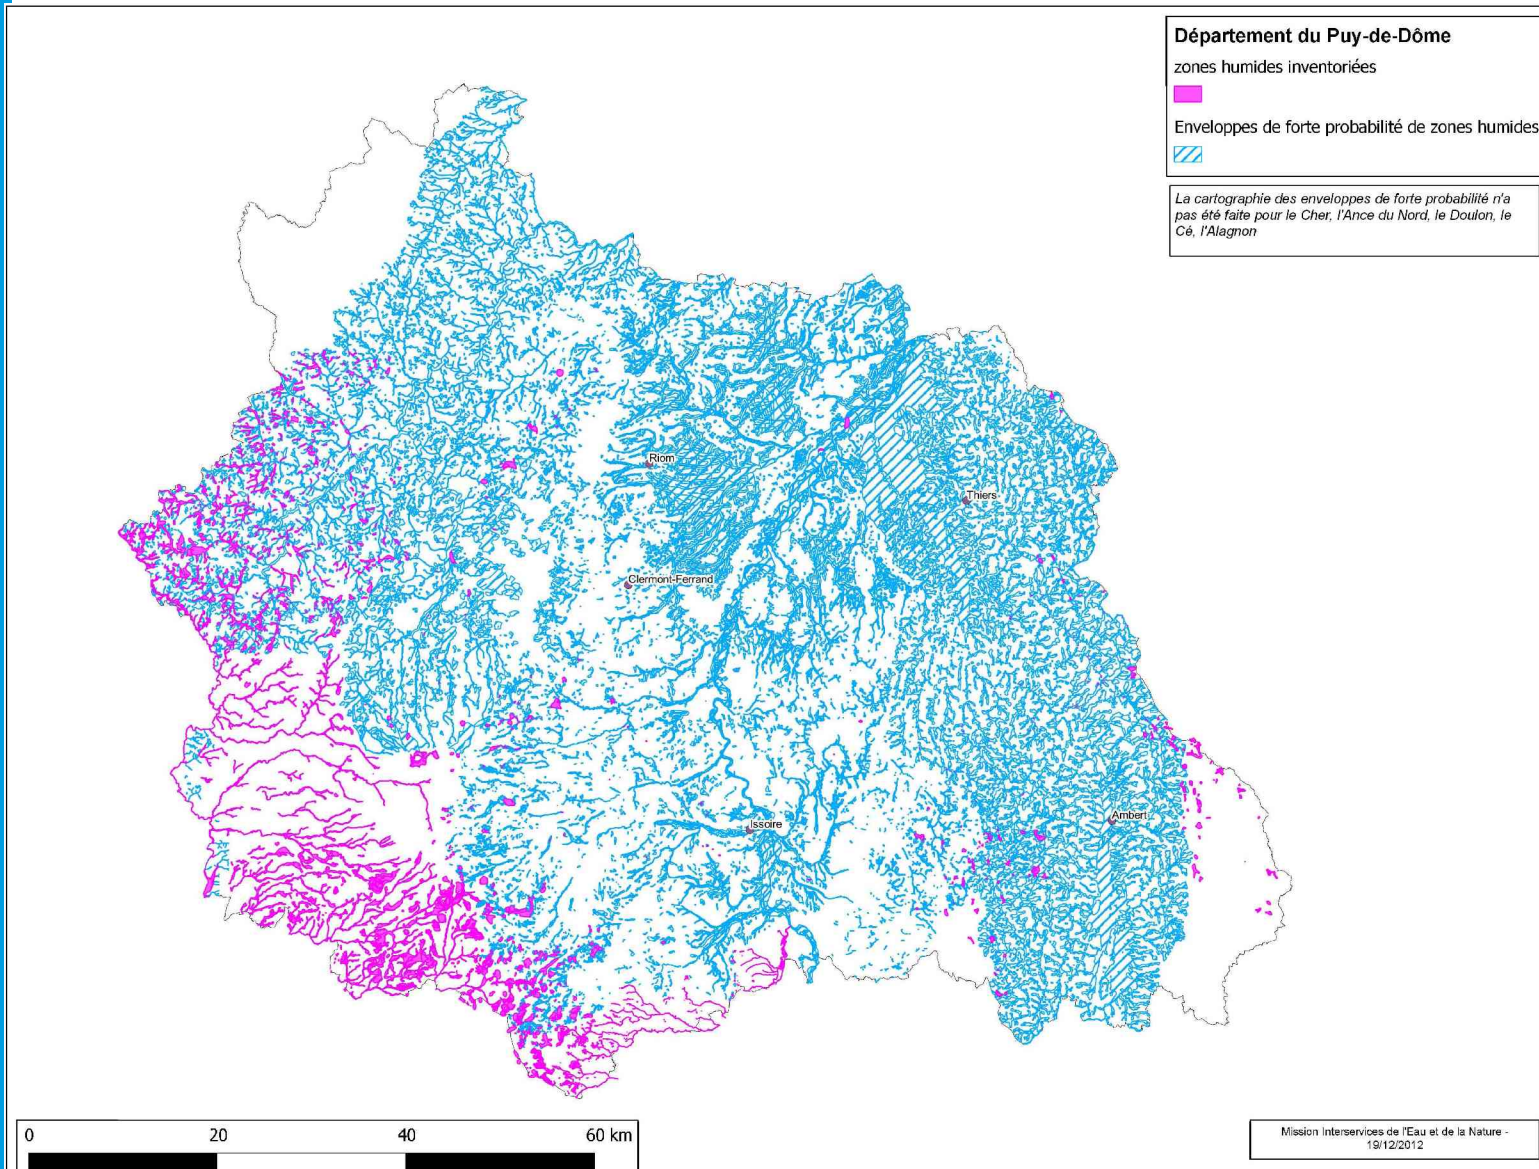 Département du Puy-de-Dôme
zones humides inventoriées
Enveloppes de forte probabilité de zones humides
La cartographie des enveloppes de forte probabilité n'a
pas été faite pour le Cher, l'Ance du Nord, le Doulon, le
Cé, l'Alagnon
Riom
Thiers
Clermont-Ferrand
Ambert
Issoire
0 20 40 60 km
Mission Interservices de l'Eau et de la Nature -
19/12/2012